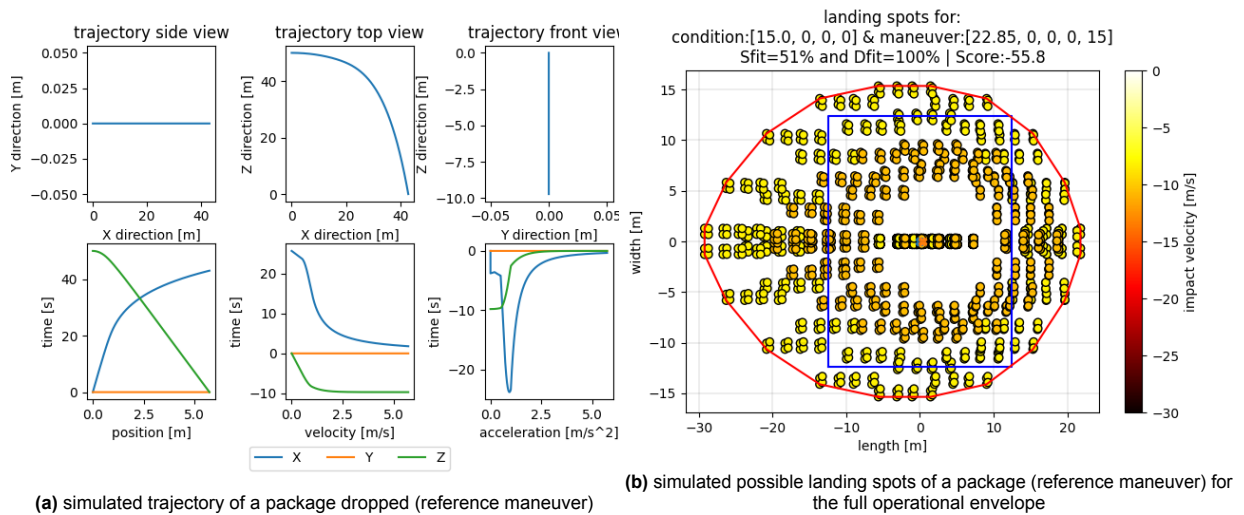 trajectory side view
trajectory top view
trajectory front view
0.050
0.025
0.000
−0.025
−0.050
Y direction [m]
0
20
40
X direction [m]
40
20
0
Z direction [m]
0
20
40
X direction [m]
0.0
−2.5
−5.0
−7.5
−10.0
Z direction [m]
−0.05
0.00
0.05
Y direction [m]
60
40
20
0
time [s]
0.0
2.5
5.0
position [m]
20
10
0
−10
time [s]
0.0
2.5
5.0
velocity [m/s]
0
−10
−20
time [s]
0.0
2.5
5.0
acceleration [m/s^2]
X
Y
Z
(a) simulated trajectory of a package dropped (reference maneuver)
landing spots for:
condition:[15.0, 0, 0, 0] & maneuver:[22.85, 0, 0, 0, 15]
Sfit=51% and Dfit=100% | Score:-55.8
15
10
5
0
−5
−10
−15
width [m]
−30
−20
−10
0
10
20
length [m]
0
−5
−10
−15
−20
−25
−30
impact velocity [m/s]
(b) simulated possible landing spots of a package (reference maneuver) for
the full operational envelope